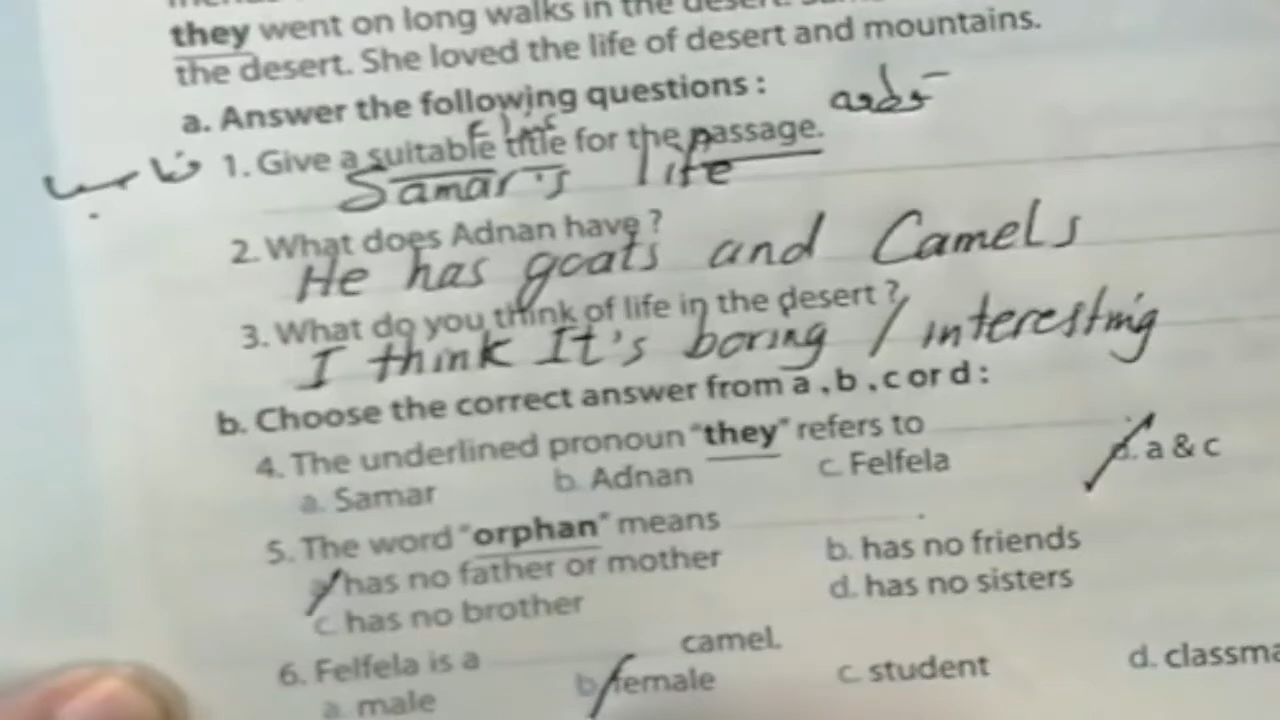 they went on long walks in the desert.
the desert. She loved the life of desert and mountains.
a. Answer the following questions :
قطعة
مناسب
1. Give a suitable title for the passage.
Samar's life
2. What does Adnan have ?
He has goats and Camels
3. What do you think of life in the desert ?
I think It's boring / interesting
b. Choose the correct answer from a , b , c or d :
4. The underlined pronoun "they" refers to
a. Samar b. Adnan c. Felfela d. a & c
5. The word "orphan" means
a. has no father or mother b. has no friends
c. has no brother d. has no sisters
6. Felfela is a camel.
a. male b. female c. student d. classma